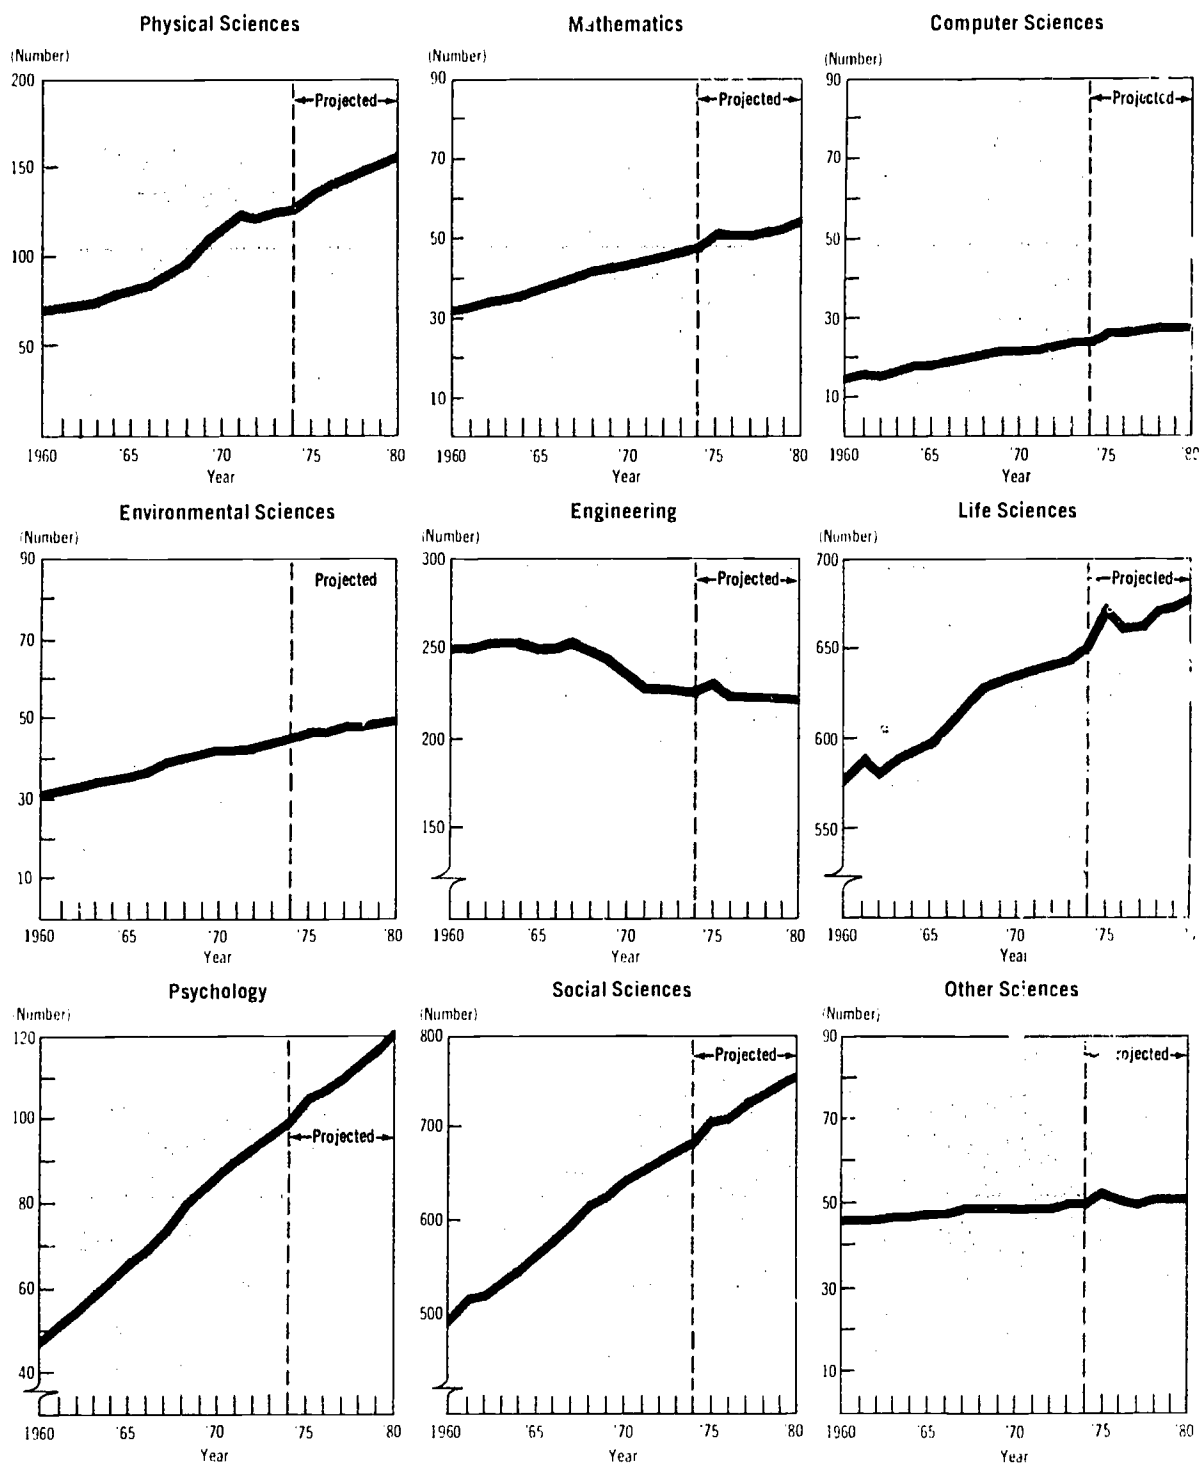 Physical Sciences
(Number)
200
150
100
50
Projected
1960 '65 '70 '75 '80
Year
Mathematics
(Number)
90
70
50
30
10
Projected
1960 '65 '70 '75 '80
Year
Computer Sciences
(Number)
90
70
50
30
10
Projected
1960 '65 '70 '75 '80
Year
Environmental Sciences
(Number)
90
70
50
30
10
Projected
1960 '65 '70 '75 '80
Year
Engineering
(Number)
300
250
200
150
Projected
1960 '65 '70 '75 '80
Year
Life Sciences
(Number)
700
650
600
550
Projected
1960 '65 '70 '75
Year
Psychology
(Number)
120
100
80
60
40
Projected
1960 '65 '70 '75 '80
Year
Social Sciences
(Number)
800
700
600
500
Projected
1960 '65 '70 '75 '80
Year
Other Sciences
(Number)
90
70
50
30
10
rojected
1960 '65 '70 '75 '80
Year